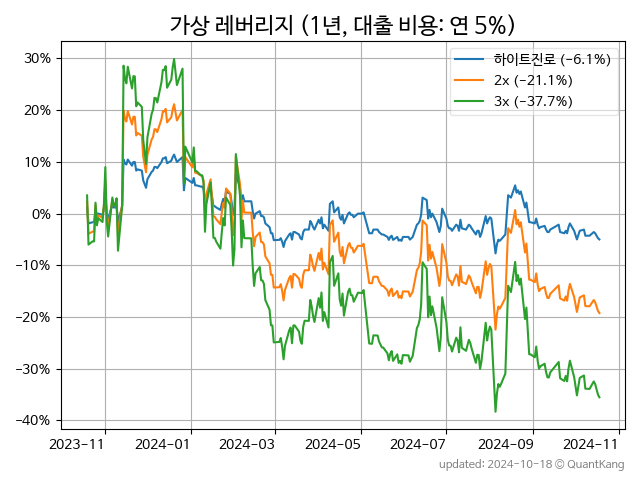 가상 레버리지 (1년, 대출 비용: 연 5%)
하이트진로 (−6.1%)
2x (−21.1%)
3x (−37.7%)
30%
20%
10%
0%
−10%
−20%
−30%
−40%
2023-11 2024-01 2024-03 2024-05 2024-07 2024-09 2024-11
updated: 2024-10-18 © QuantKang